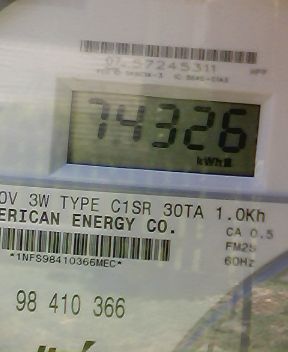 07 57245311
74326
kWh
0V 3W TYPE C1SR 30TA 1.0Kh
ERICAN ENERGY CO.
CA 0.5
FM25
*1NFS98410366MEC*
60Hz
98 410 366